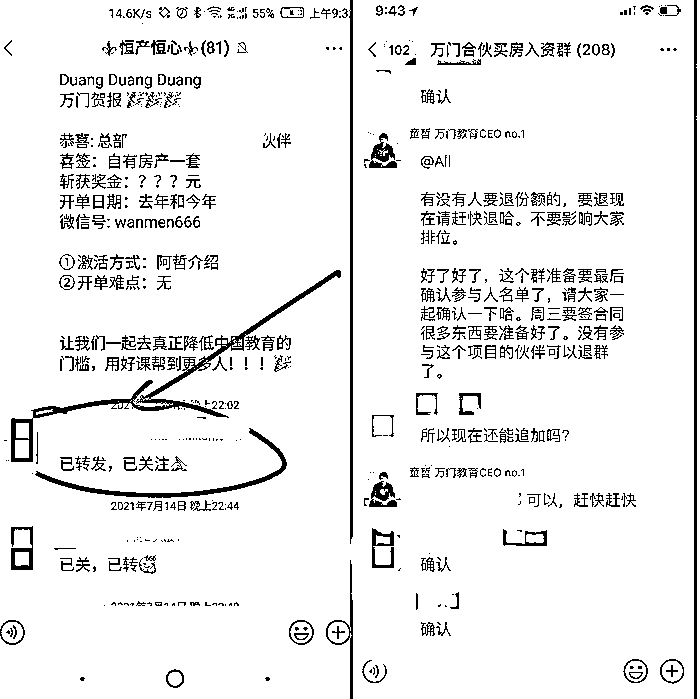 14.6K/s 55% 上午9:3
恒产恒心(81)
Duang Duang Duang
万门贺报
恭喜: 总部 伙伴
喜签：自有房产一套
斩获奖金：？？？元
开单日期：去年和今年
微信号: wanmen666
①激活方式：阿哲介绍
②开单难点：无
让我们一起去真正降低中国教育的
门槛，用好课帮到更多人！！！
晚上22:02
已转发，已关注
2021年7月14日 晚上22:44
已关，已转
9:43
102 万门合伙买房入资群 (208)
确认
童哲 万门教育CEO no.1
@All
有没有人要退份额的，要退现
在请赶快退哈。不要影响大家
排位。
好了好了，这个群准备要最后
确认参与人名单了，请大家一
起确认一下哈。周三要签合同
很多东西要准备好了。没有参
与这个项目的伙伴可以退群
了。
所以现在还能追加吗?
童哲 万门教育CEO no.1
可以，赶快赶快
确认
确认